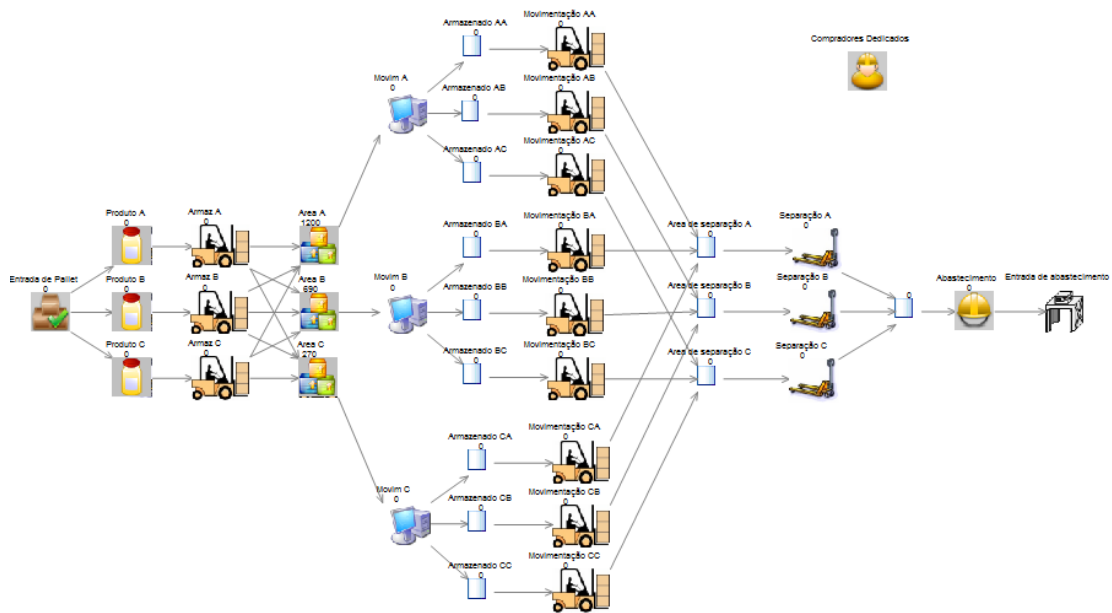 Armazenado AA
0
Movimentação AA
0
Compradores Dedicados
0
Movim A
0
Armazenado AB
0
Movimentação AB
0
Armazenado AC
0
Movimentação AC
0
Produto A
0
Armaz A
0
Area A
1200
Armazenado BA
0
Movimentação BA
0
Area de separação A
0
Separação A
0
Entrada de Pallet
0
Produto B
0
Armaz B
0
Area B
690
Movim B
0
Armazenado BB
0
Movimentação BB
0
Area de separação B
0
Separação B
0
0
Abastecimento
0
Entrada de abastecimento
Produto C
0
Armaz C
0
Area C
270
Armazenado BC
0
Movimentação BC
0
Area de separação C
0
Separação C
0
Armazenado CA
0
Movimentação CA
0
Movim C
0
Armazenado CB
0
Movimentação CB
0
Armazenado CC
0
Movimentação CC
0